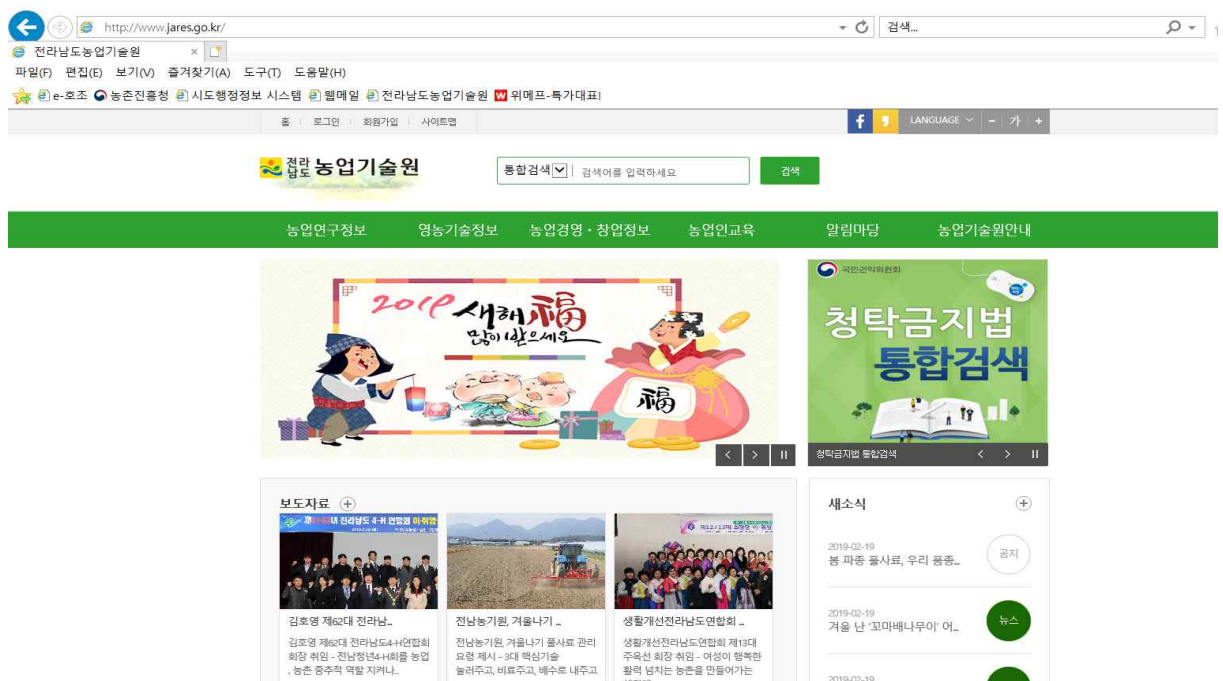 http://www.jares.go.kr/
검색...
전라남도농업기술원
파일(F) 편집(E) 보기(V) 즐겨찾기(A) 도구(T) 도움말(H)
e-호조 농촌진흥청 시도행정정보 시스템 웹메일 전라남도농업기술원 위메프-특가대표!
홈 로그인 회원가입 사이트맵
LANGUAGE - 가 +
전라남도 농업기술원
통합검색 검색어를 입력하세요 검색
농업연구정보 영농기술정보 농업경영·창업정보 농업인교육 알림마당 농업기술원안내
2019 새해 福
많이 받으세요
福
국민권익위원회
청탁금지법
통합검색
청탁금지법 통합검색
보도자료
김호영 제62대 전라남...
김호영 제62대 전라남도4-H연합회
회장 취임 - 전남청년4-H회를 농업
, 농촌 중추적 역할 지켜나...
전남농기원, 겨울나기 ...
전남농기원, 겨울나기 풀사료 관리
요령 제시 - 3대 핵심기술
눌러주고, 비료주고, 배수로 내주고
생활개선전라남도연합회 ...
생활개선전라남도연합회 제13대
주옥선 회장 취임 - 여성이 행복한
활력 넘치는 농촌을 만들어가는
새소식
2019-02-19
봄 파종 풀사료, 우리 품종...
공지
2019-02-19
겨울 난 '꼬마배나무이' 어...
뉴스
2019-02-19